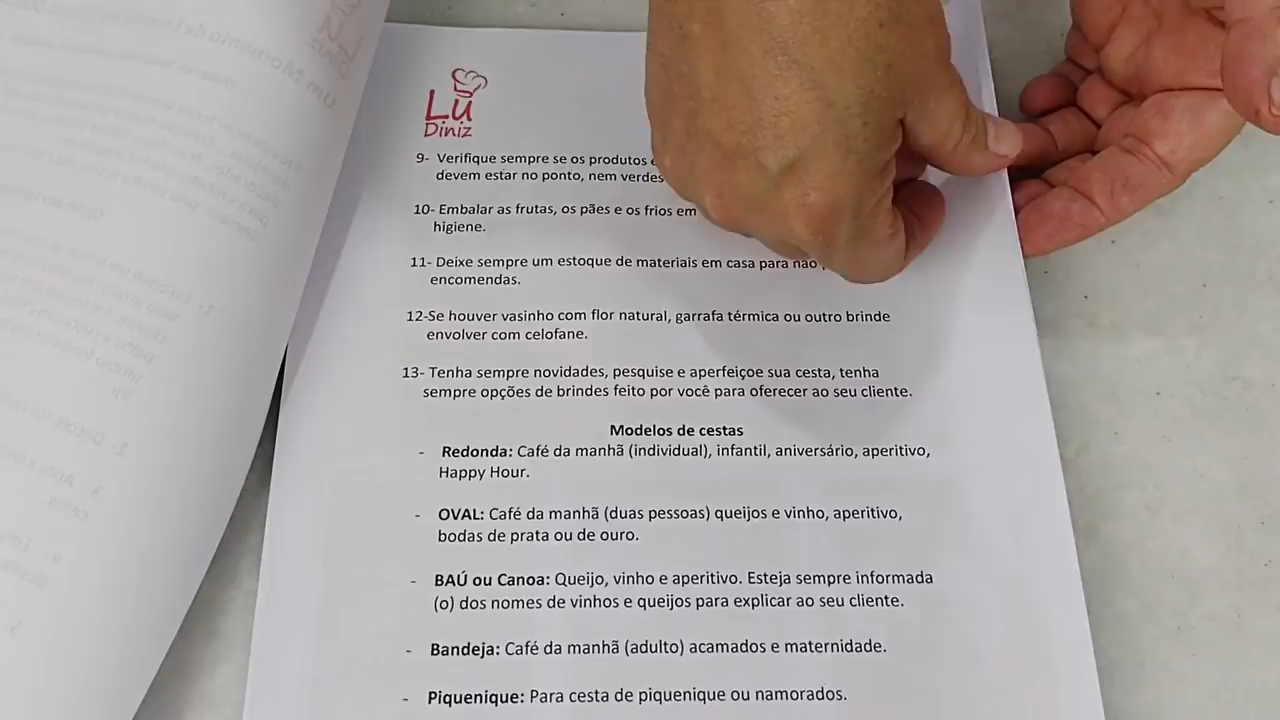 Lu
Diniz
9- Verifique sempre se os produtos
devem estar no ponto, nem verdes
10- Embalar as frutas, os pães e os frios em
higiene.
11- Deixe sempre um estoque de materiais em casa para não
encomendas.
12-Se houver vasinho com flor natural, garrafa térmica ou outro brinde
envolver com celofane.
13- Tenha sempre novidades, pesquise e aperfeiçoe sua cesta, tenha
sempre opções de brindes feito por você para oferecer ao seu cliente.
Modelos de cestas
- Redonda: Café da manhã (individual), infantil, aniversário, aperitivo,
Happy Hour.
- OVAL: Café da manhã (duas pessoas) queijos e vinho, aperitivo,
bodas de prata ou de ouro.
- BAÚ ou Canoa: Queijo, vinho e aperitivo. Esteja sempre informada
(o) dos nomes de vinhos e queijos para explicar ao seu cliente.
- Bandeja: Café da manhã (adulto) acamados e maternidade.
- Piquenique: Para cesta de piquenique ou namorados.